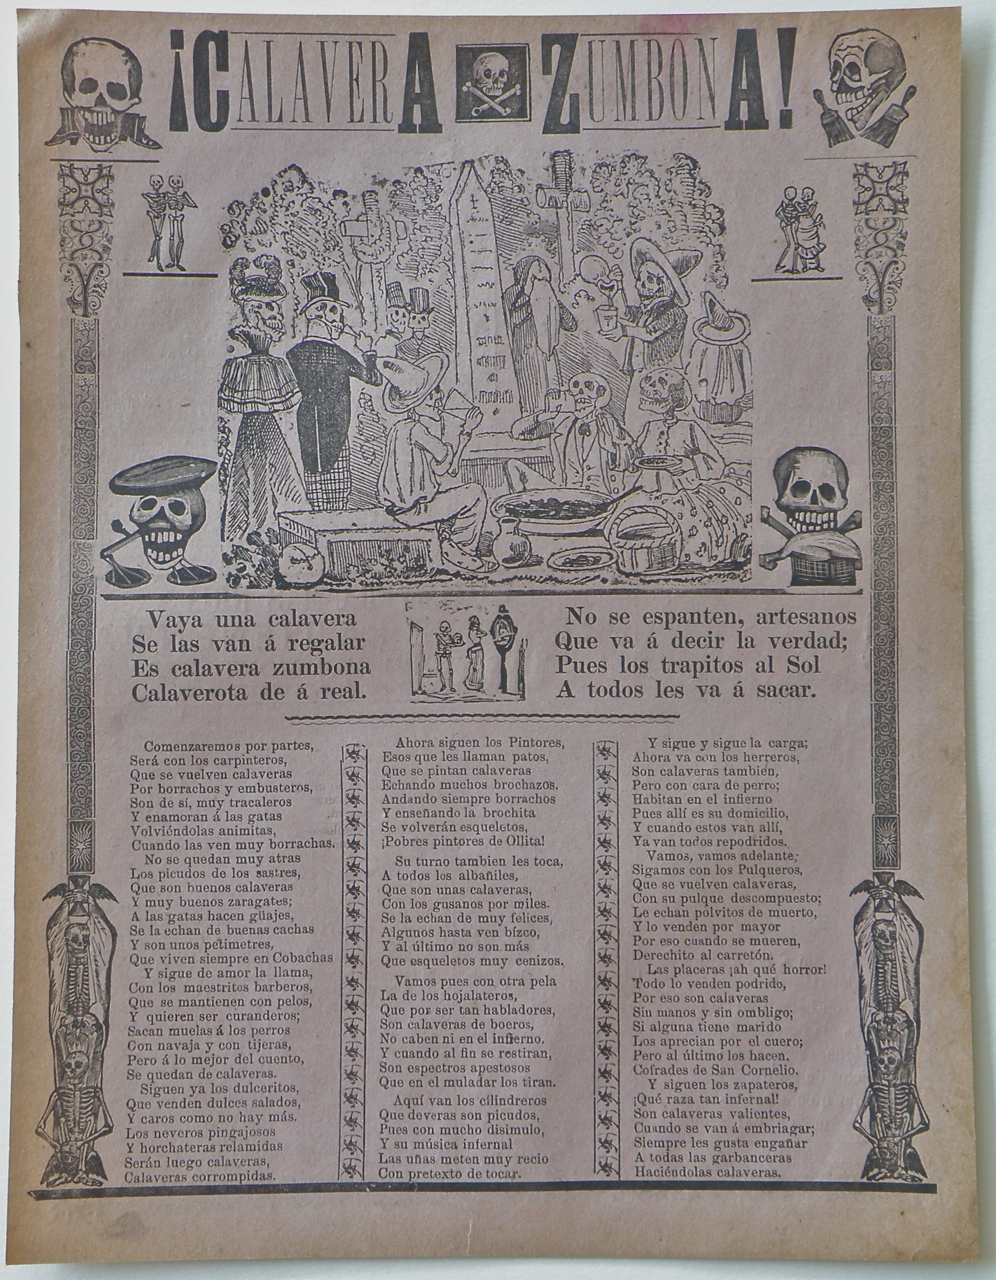 ¡CALAVERA ZUMBONA!
Vaya una calavera
Se las van á regalar
Es calavera zumbona
Calaverota de á real.
No se espanten, artesanos
Que va á decir la verdad;
Pues los trapitos al Sol
A todos les va á sacar.
Comenzaremos por partes,
Será con los carpinteros,
Que se vuelven calaveras
Por borrachos y embusteros,
Son de sí, muy tracaleros
Y enamoran á las gatas
Volviéndolas animitas,
Cuando las ven muy borrachas.
No se quedan muy atras
Los picudos de los sastres,
Que son buenos calaveras
Y muy buenos zaragates;
A las gatas hacen güajes,
Se la echan de buenas cachas
Y son unos petimetres,
Que viven siempre en Cobachas
Y sigue de amor la llama,
Con los maestritos barberos,
Que se mantienen con pelos,
Y quieren ser curanderos;
Sacan muelas á los perros
Con navaja y con tijeras,
Pero á lo mejor del cuento,
Se quedan de calaveras.
Siguen ya los dulceritos,
Que venden dulces salados,
Y caros como no hay más.
Los neveros pingajosos
Y horchateras relamidas
Serán luego calaveras,
Calaveras corrompidas.
Ahora siguen los Pintores,
Esos que les llaman patos,
Que se pintan calaveras
Echando muchos brochazos.
Andando siempre borrachos
Y enseñando la brochita
Se volverán esqueletos,
¡Pobres pintores de Ollita!
Su turno tambien les toca,
A todos los albañiles,
Que son unas calaveras,
Con los gusanos por miles.
Se la echan de muy felices,
Algunos hasta ven bízco,
Y al último no son más
Que esqueletos muy cenizos.
Vamos pues con otra pela
La de los hojalateros,
Que por ser tan habladores,
Son calaveras de boeros,
No caben ni en el infierno.
Y cuando al fin se restiran,
Son espectros apestosos
Que en el muladar los tiran.
Aquí van los cilindreros
Que deveras son picudos,
Pues con mucho disimulo,
Y su música infernal
Las uñas meten muy recio
Con pretexto de tocar.
Y sigue y sigue la carga;
Ahora va con los herreros,
Son calaveras también,
Pero con cara de perro;
Habitan en el infierno
Pues allí es su domicilio,
Y cuando estos van allí,
Ya van todos repodridos.
Vamos, vamos adelante;
Sigamos con los Pulqueros,
Que se vuelven calaveras,
Con su pulque descompuesto;
Le echan polvitos de muerto,
Y lo venden por mayor
Por eso cuando se mueren,
Derechito al carretón.
Las placeras ¡ah qué horror!
Todo lo venden podrido,
Por eso son calaveras
Sin manos y sin ombligo;
Si alguna tiene marido
Los aprecian por el cuero;
Pero al último los hacen.
Cofrades de San Cornelio.
Y siguen los zapateros,
¡Qué raza tan infernal!
Son calaveras valientes,
Cuando se van á embriagar;
Siempre les gusta engañar
A todas las garbanceras
Haciéndolas calaveras.